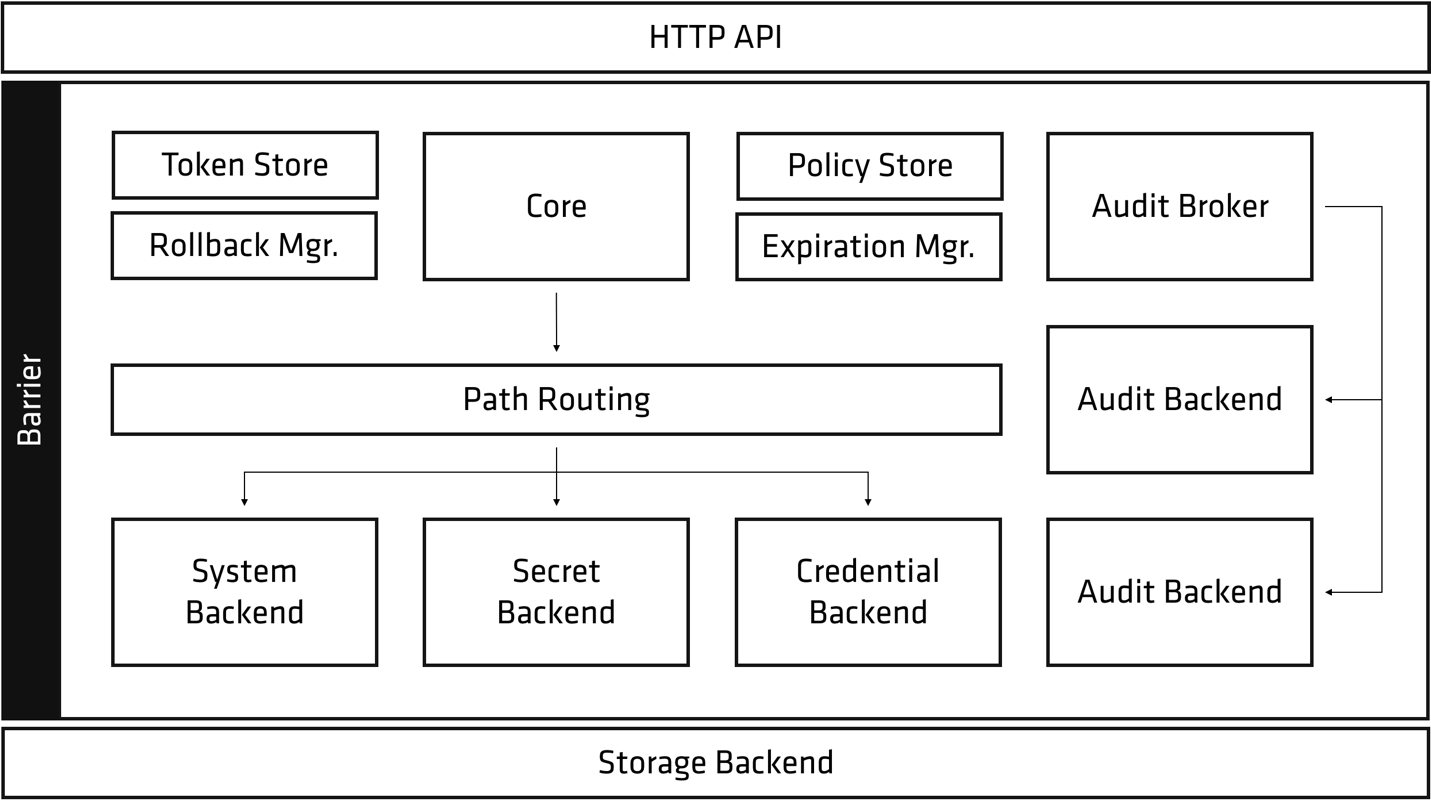 HTTP API
Barrier
Token Store
Rollback Mgr.
Core
Policy Store
Expiration Mgr.
Audit Broker
Path Routing
Audit Backend
System
Backend
Secret
Backend
Credential
Backend
Audit Backend
Storage Backend